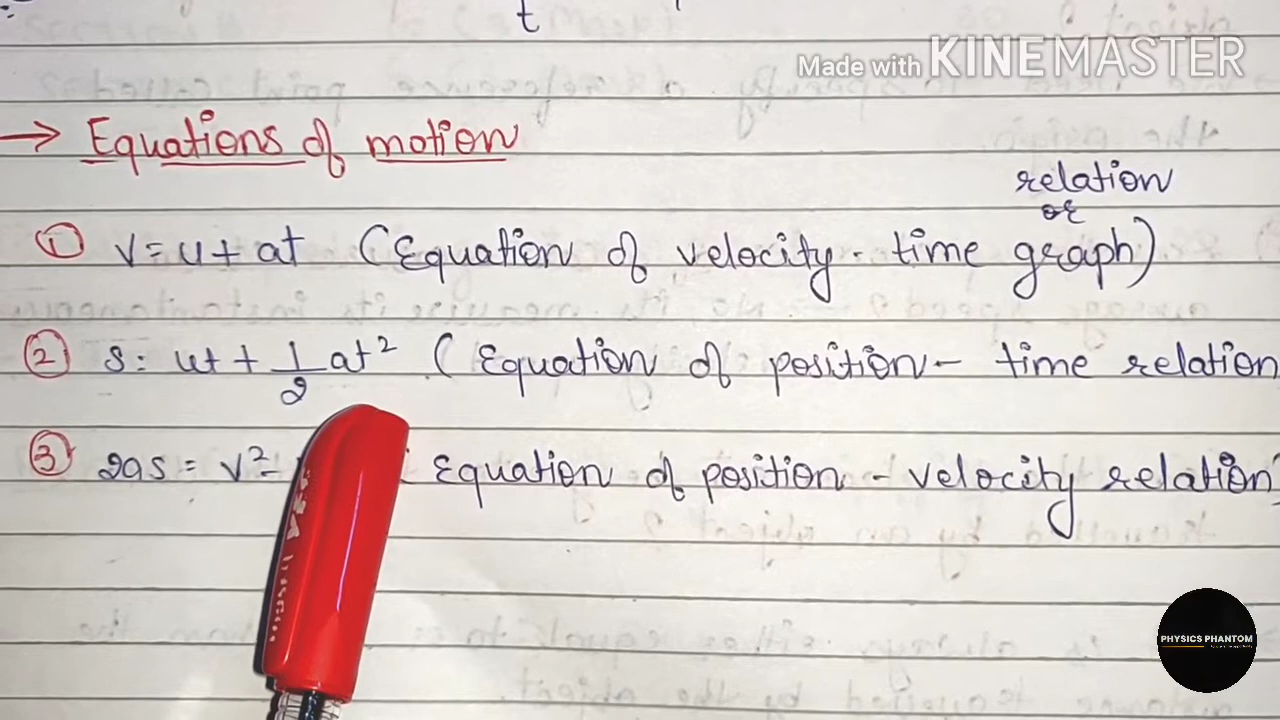 t
Made with KINEMASTER
→ Equations of motion
relation
or
① v = u + at (Equation of velocity - time graph)
② s = ut + 1/2 at² (Equation of position - time relation
③ 2as = v² - Equation of position - velocity relation
PHYSICS PHANTOM